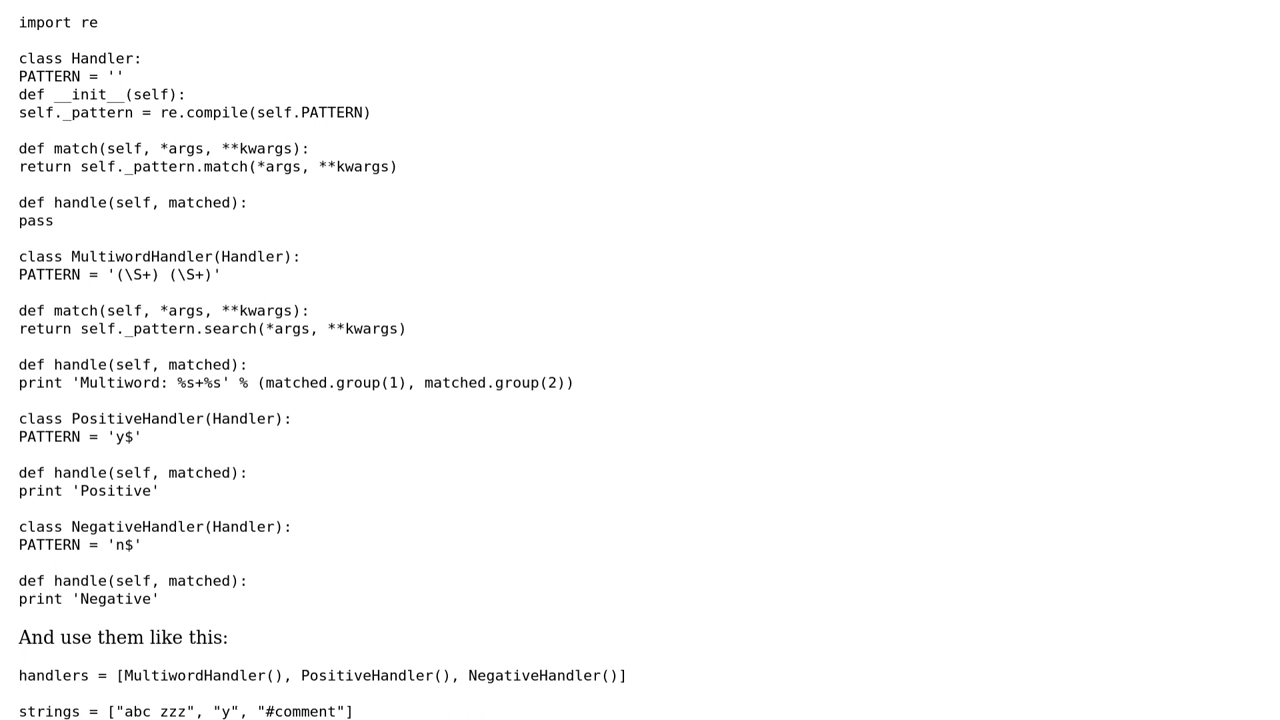 import re

class Handler:
PATTERN = ''
def __init__(self):
self._pattern = re.compile(self.PATTERN)

def match(self, *args, **kwargs):
return self._pattern.match(*args, **kwargs)

def handle(self, matched):
pass

class MultiwordHandler(Handler):
PATTERN = '(\S+) (\S+)'

def match(self, *args, **kwargs):
return self._pattern.search(*args, **kwargs)

def handle(self, matched):
print 'Multiword: %s+%s' % (matched.group(1), matched.group(2))

class PositiveHandler(Handler):
PATTERN = 'y$'

def handle(self, matched):
print 'Positive'

class NegativeHandler(Handler):
PATTERN = 'n$'

def handle(self, matched):
print 'Negative'

And use them like this:

handlers = [MultiwordHandler(), PositiveHandler(), NegativeHandler()]

strings = ["abc zzz", "y", "#comment"]